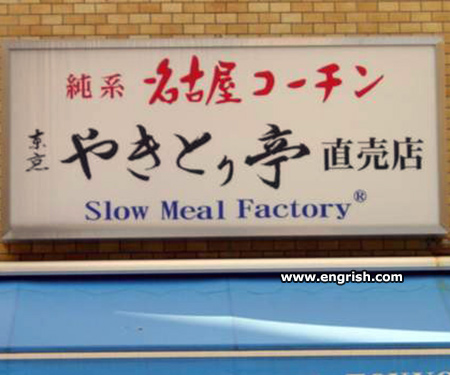 純系 名古屋コーチン
東京 やきとり亭 直売店
Slow Meal Factory®
www.engrish.com